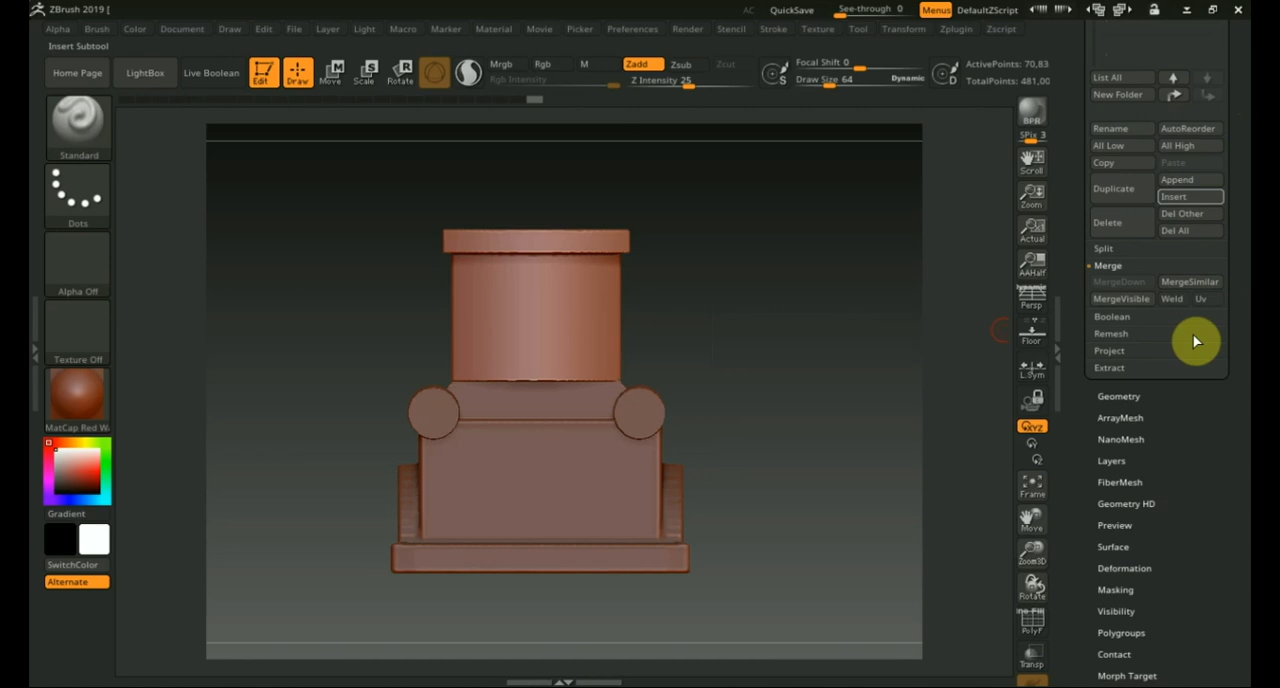 ZBrush 2019 [
AC QuickSave See-through 0 Menus DefaultZScript
Alpha Brush Color Document Draw Edit File Layer Light Macro Marker Material Movie Picker Preferences Render Stencil Stroke Texture Tool Transform Zplugin Zscript
Insert Subtool
Home Page LightBox Live Boolean Edit Draw Move Scale Rotate
Mrgb Rgb M Zadd Zsub Zcut
Rgb Intensity Z Intensity 25
Focal Shift 0
Draw Size 64 Dynamic
ActivePoints: 70,83
TotalPoints: 481,00
Standard
Dots
Alpha Off
Texture Off
MatCap Red Wa
Gradient
SwitchColor
Alternate
BPR
SPix 3
Scroll
Zoom
Actual
AAHalf
Persp
Floor
L.Sym
XYZ
Frame
Move
Zoom3D
Rotate
PolyF
Transp
List All
New Folder
Rename AutoReorder
All Low All High
Copy Paste
Duplicate Append
Insert
Delete Del Other
Del All
Split
Merge
MergeDown MergeSimilar
MergeVisible Weld Uv
Boolean
Remesh
Project
Extract
Geometry
ArrayMesh
NanoMesh
Layers
FiberMesh
Geometry HD
Preview
Surface
Deformation
Masking
Visibility
Polygroups
Contact
Morph Target